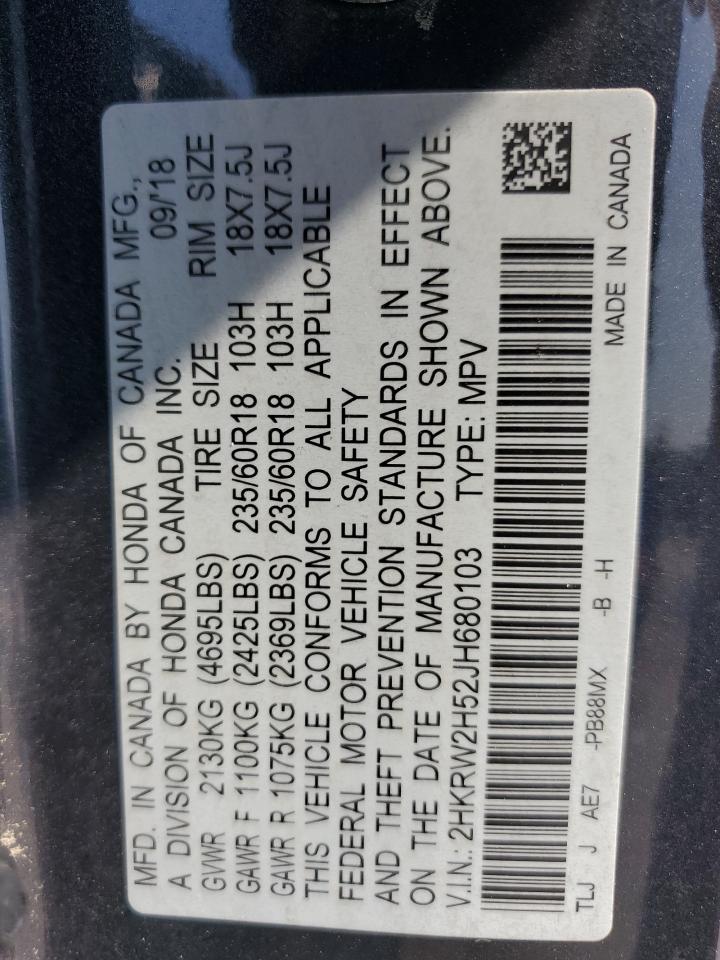 MFD. IN CANADA BY HONDA OF CANADA MFG.,
A DIVISION OF HONDA CANADA INC. 09/'18
GVWR 2130KG (4695LBS) TIRE SIZE RIM SIZE
GAWR F 1100KG (2425LBS) 235/60R18 103H 18X7.5J
GAWR R 1075KG (2369LBS) 235/60R18 103H 18X7.5J
THIS VEHICLE CONFORMS TO ALL APPLICABLE
FEDERAL MOTOR VEHICLE SAFETY
AND THEFT PREVENTION STANDARDS IN EFFECT
ON THE DATE OF MANUFACTURE SHOWN ABOVE.
V.I.N.: 2HKRW2H52JH680103 TYPE: MPV
TLJ J AE7 -PB88MX -B -H MADE IN CANADA